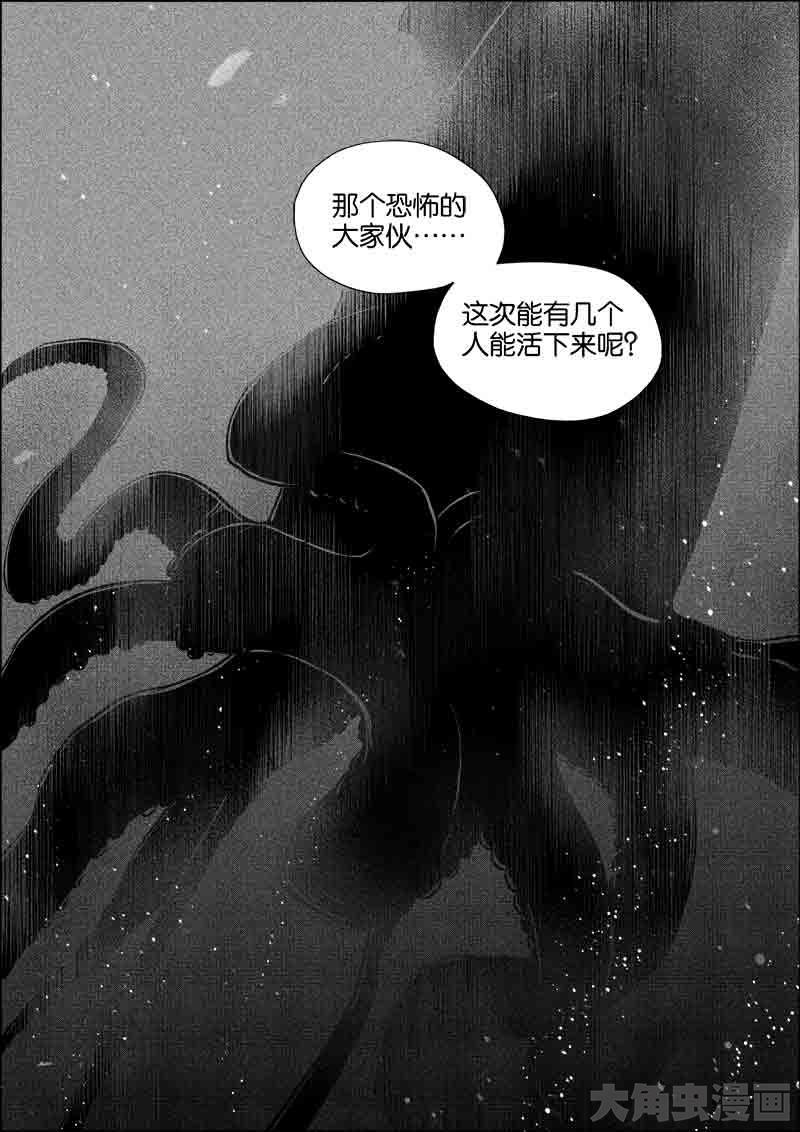 那个恐怖的
大家伙……
这次能有几个
人能活下来呢？
大角虫漫画